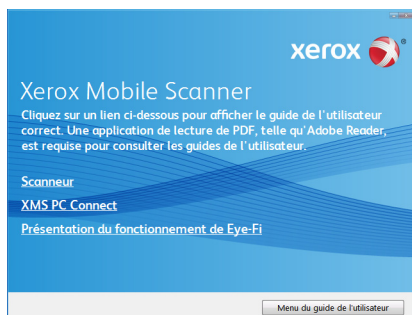 xerox
Xerox Mobile Scanner
Cliquez sur un lien ci-dessous pour afficher le guide de l'utilisateur
correct. Une application de lecture de PDF, telle qu'Adobe Reader,
est requise pour consulter les guides de l'utilisateur.
Scanneur
XMS PC Connect
Présentation du fonctionnement de Eye-Fi
Menu du guide de l'utilisateur